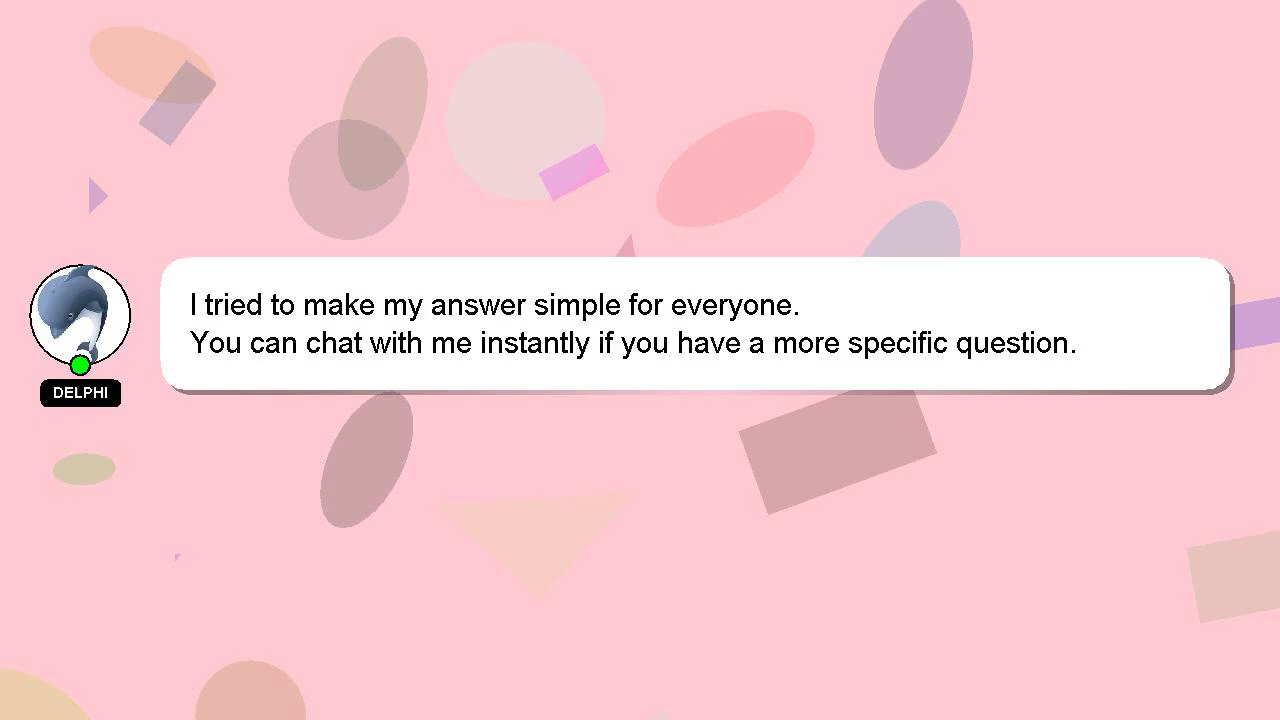 I tried to make my answer simple for everyone.
You can chat with me instantly if you have a more specific question.
DELPHI